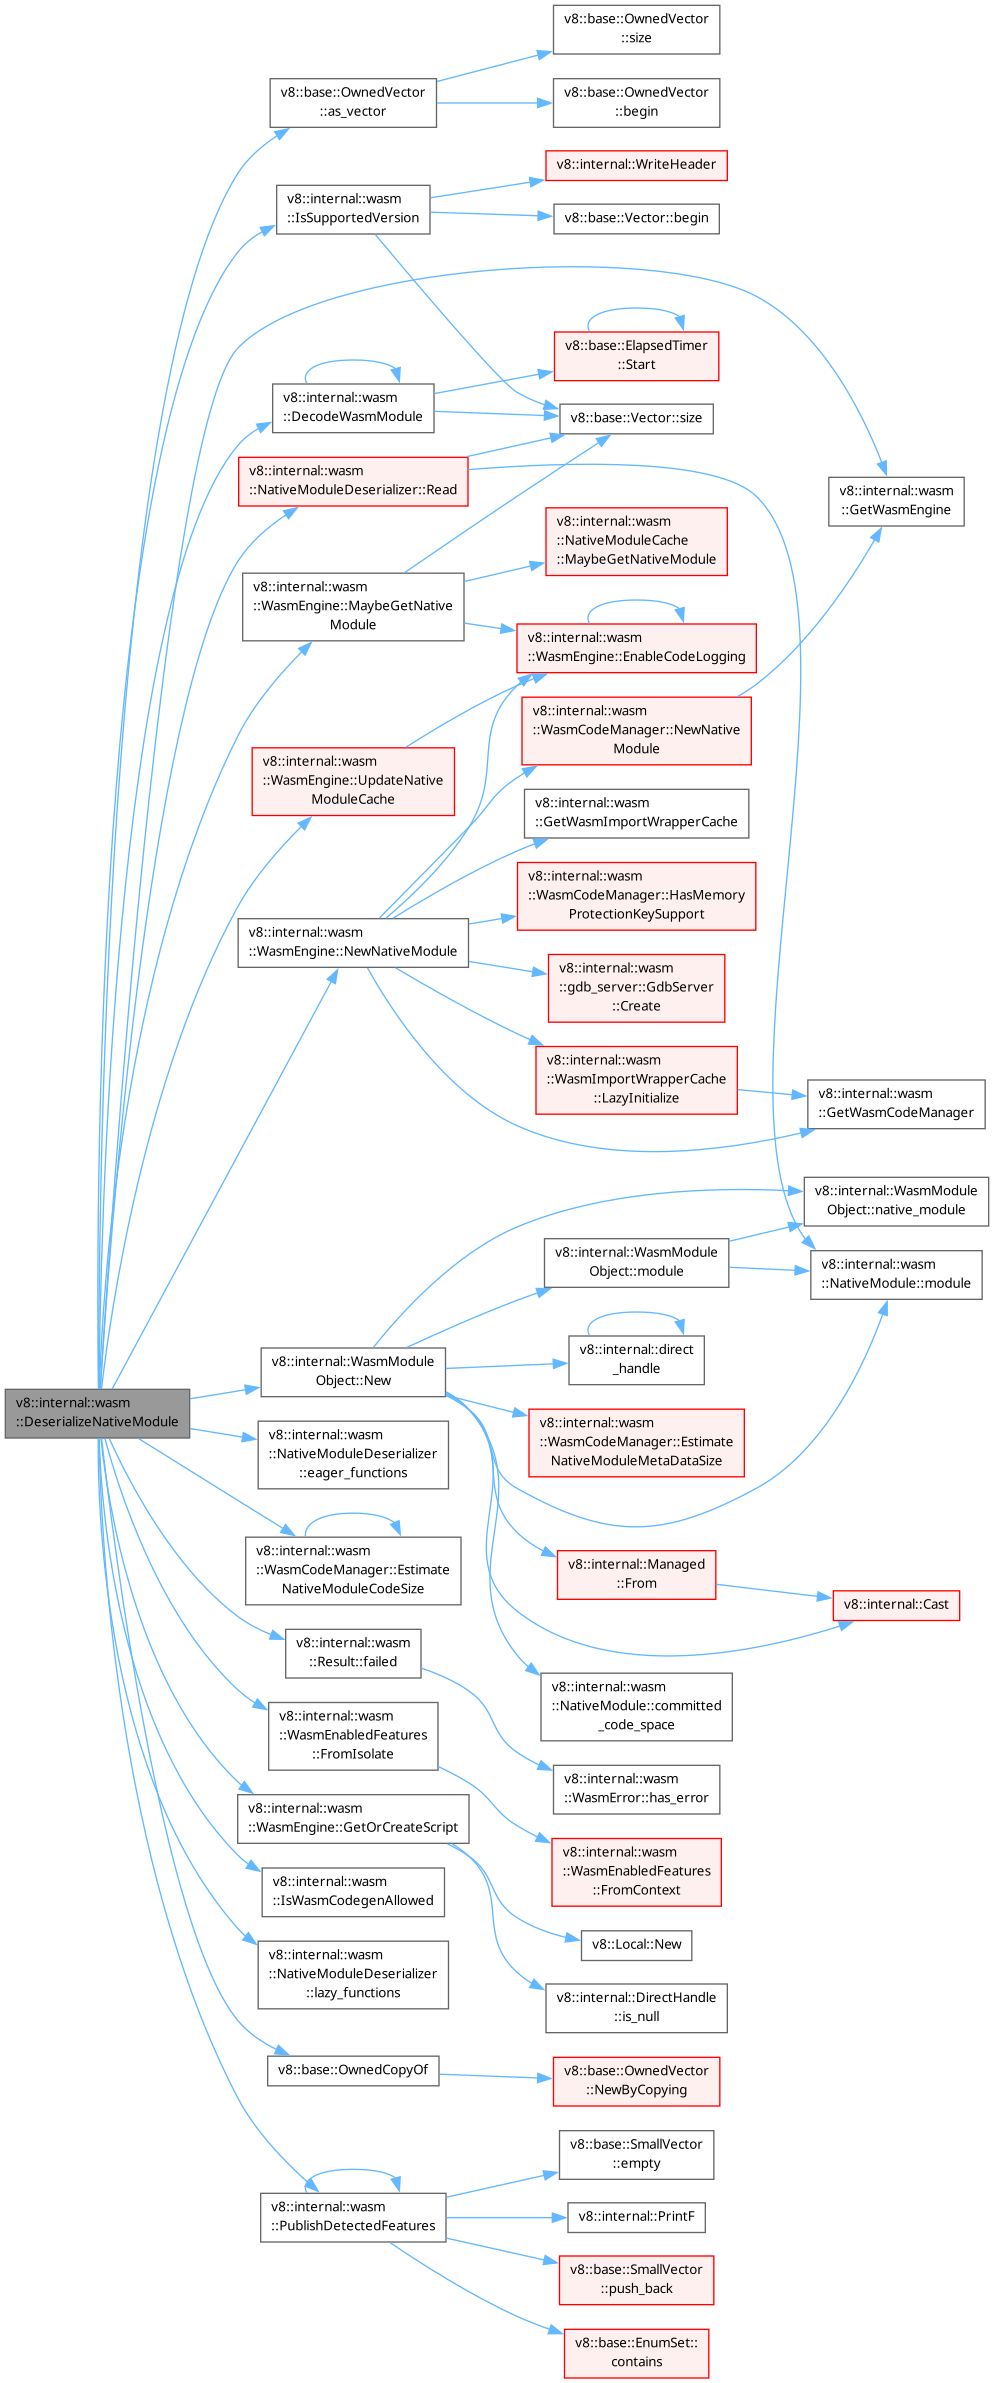 v8::base::OwnedVector
::size
v8::base::OwnedVector
::as_vector
v8::base::OwnedVector
::begin
v8::internal::WriteHeader
v8::internal::wasm
::IsSupportedVersion
v8::base::Vector::begin
v8::base::ElapsedTimer
::Start
v8::internal::wasm
::DecodeWasmModule
v8::base::Vector::size
v8::internal::wasm
::NativeModuleDeserializer::Read
v8::internal::wasm
::GetWasmEngine
v8::internal::wasm
::NativeModuleCache
::MaybeGetNativeModule
v8::internal::wasm
::WasmEngine::MaybeGetNative
Module
v8::internal::wasm
::WasmEngine::EnableCodeLogging
v8::internal::wasm
::WasmCodeManager::NewNative
Module
v8::internal::wasm
::WasmEngine::UpdateNative
ModuleCache
v8::internal::wasm
::GetWasmImportWrapperCache
v8::internal::wasm
::WasmCodeManager::HasMemory
ProtectionKeySupport
v8::internal::wasm
::WasmEngine::NewNativeModule
v8::internal::wasm
::gdb_server::GdbServer
::Create
v8::internal::wasm
::WasmImportWrapperCache
::LazyInitialize
v8::internal::wasm
::GetWasmCodeManager
v8::internal::WasmModule
Object::native_module
v8::internal::WasmModule
Object::module
v8::internal::wasm
::NativeModule::module
v8::internal::direct
_handle
v8::internal::WasmModule
Object::New
v8::internal::wasm
::DeserializeNativeModule
v8::internal::wasm
::WasmCodeManager::Estimate
NativeModuleMetaDataSize
v8::internal::wasm
::NativeModuleDeserializer
::eager_functions
v8::internal::wasm
::WasmCodeManager::Estimate
NativeModuleCodeSize
v8::internal::Managed
::From
v8::internal::Cast
v8::internal::wasm
::Result::failed
v8::internal::wasm
::NativeModule::committed
_code_space
v8::internal::wasm
::WasmEnabledFeatures
::FromIsolate
v8::internal::wasm
::WasmError::has_error
v8::internal::wasm
::WasmEngine::GetOrCreateScript
v8::internal::wasm
::WasmEnabledFeatures
::FromContext
v8::internal::wasm
::IsWasmCodegenAllowed
v8::Local::New
v8::internal::wasm
::NativeModuleDeserializer
::lazy_functions
v8::internal::DirectHandle
::is_null
v8::base::OwnedCopyOf
v8::base::OwnedVector
::NewByCopying
v8::base::SmallVector
::empty
v8::internal::wasm
::PublishDetectedFeatures
v8::internal::PrintF
v8::base::SmallVector
::push_back
v8::base::EnumSet::
contains